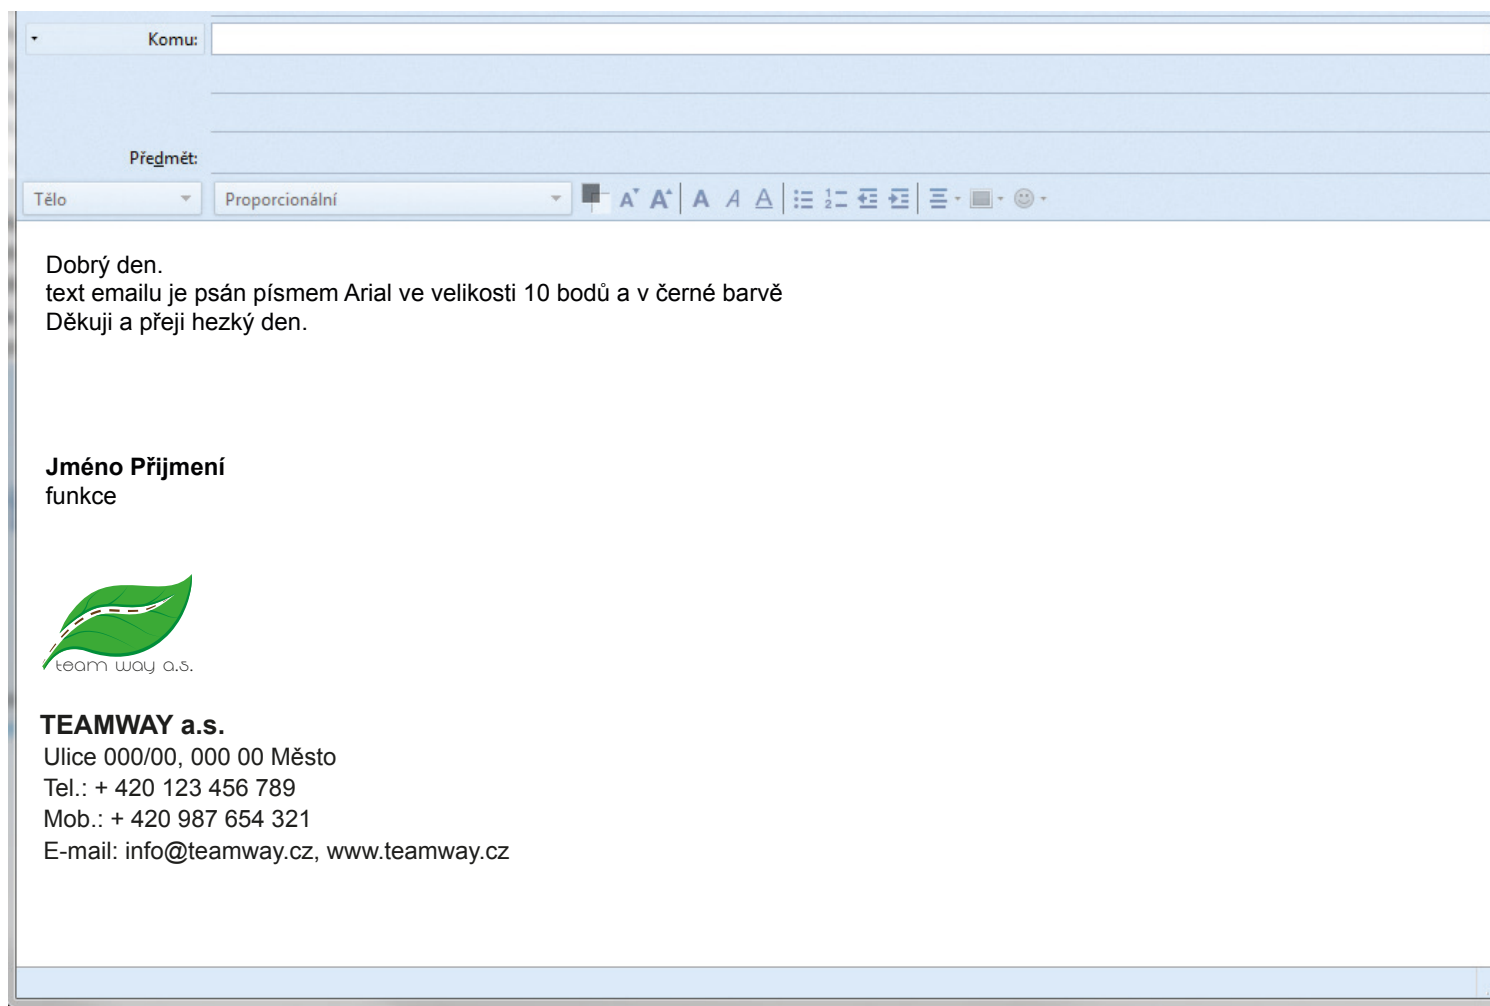 Komu:
Předmět:
Tělo Proporcionální
Dobrý den.
text emailu je psán písmem Arial ve velikosti 10 bodů a v černé barvě
Děkuji a přeji hezký den.
Jméno Přijmení
funkce
team way a.s.
TEAMWAY a.s.
Ulice 000/00, 000 00 Město
Tel.: + 420 123 456 789
Mob.: + 420 987 654 321
E-mail: info@teamway.cz, www.teamway.cz